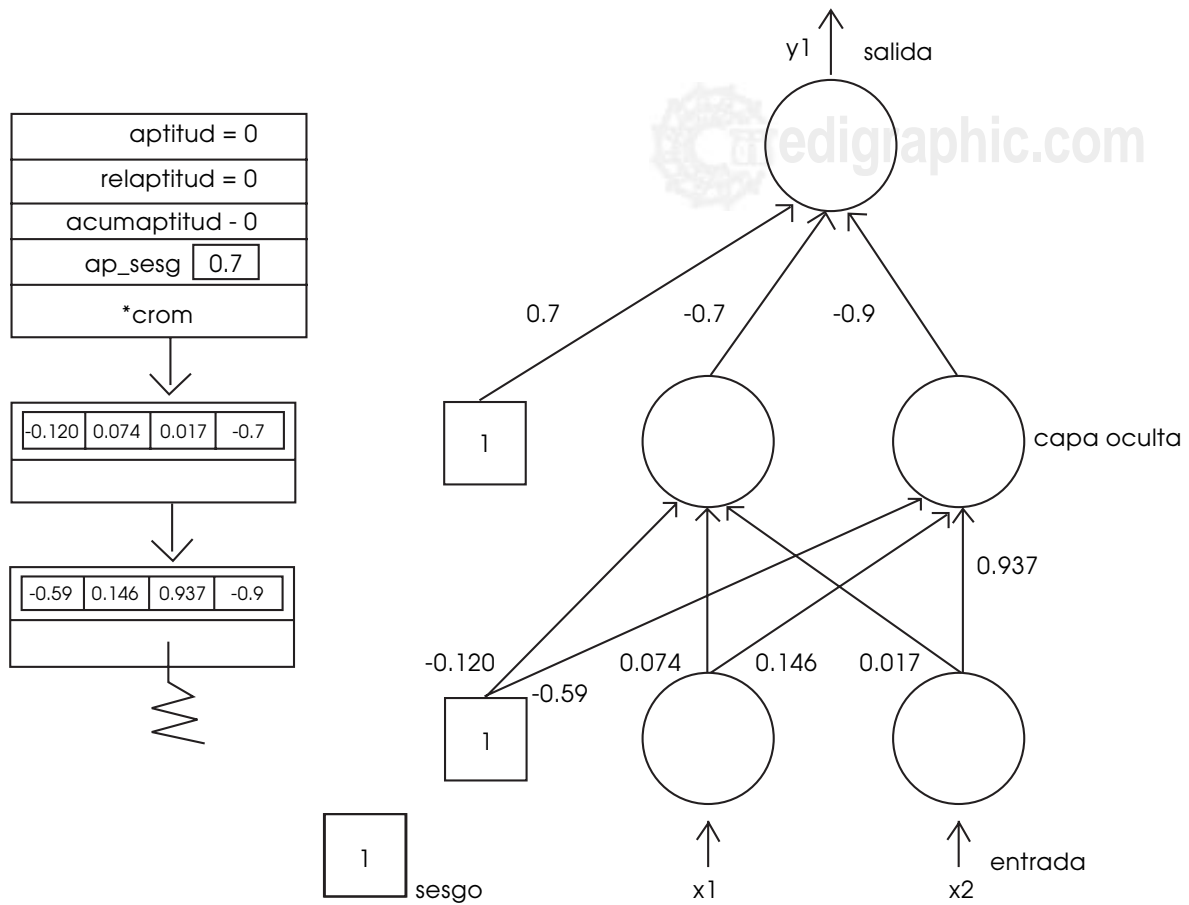 y1 salida
medigraphic.com
aptitud = 0
relaptitud = 0
acumaptitud - 0
ap_sesg 0.7
*crom
0.7 -0.7 -0.9
-0.120 0.074 0.017 -0.7
1
capa oculta
-0.59 0.146 0.937 -0.9
0.937
-0.120 0.074 0.146 0.017
-0.59
1
1
sesgo
x1 x2
entrada